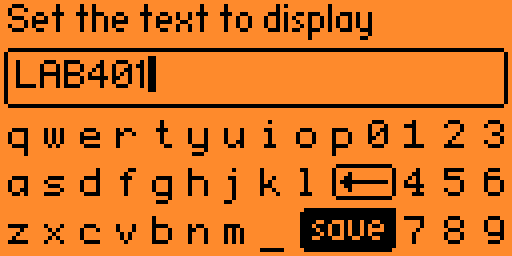 Set the text to display
LAB401
q w e r t y u i o p 0 1 2 3
a s d f g h j k l 4 5 6
z x c v b n m _ save 7 8 9